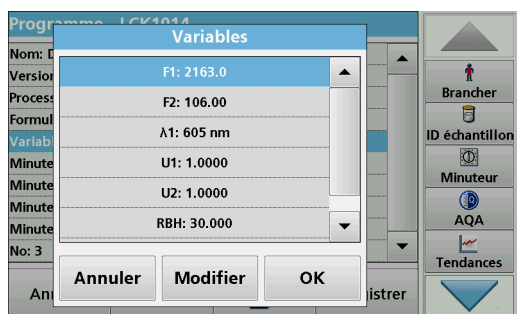 Programme LCK1014
Variables
Nom:
Version
Process
Formul
Variabl
Minute
Minute
Minute
Minute
No: 3
F1: 2163.0
F2: 106.00
λ1: 605 nm
U1: 1.0000
U2: 1.0000
RBH: 30.000
Annuler
Modifier
OK
An
istrer
Brancher
ID échantillon
Minuteur
AQA
Tendances